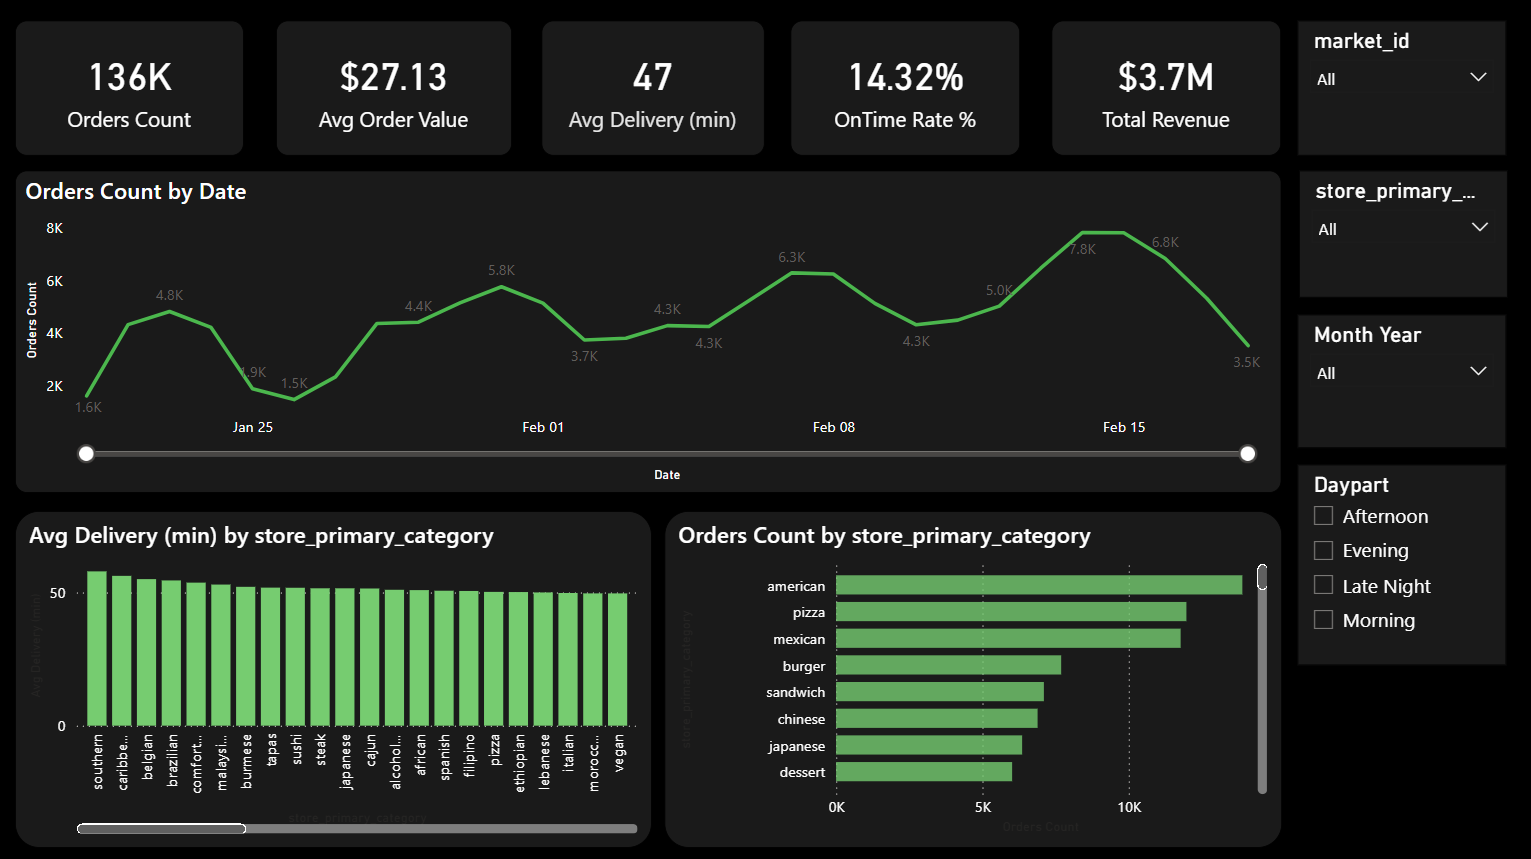 136K
Orders Count
$27.13
Avg Order Value
47
Avg Delivery (min)
14.32%
OnTime Rate %
$3.7M
Total Revenue
market_id
All
store_primary_...
All
Month Year
All
Daypart
Afternoon
Evening
Late Night
Morning
Orders Count by Date
Orders Count
8K
6K
4K
2K
1.6K
4.8K
1.9K
1.5K
4.4K
5.8K
3.7K
4.3K
4.3K
6.3K
4.3K
5.0K
7.8K
6.8K
3.5K
Jan 25
Feb 01
Feb 08
Feb 15
Date
Avg Delivery (min) by store_primary_category
Avg Delivery (min)
50
0
southern
caribbe...
belgian
brazilian
comfort...
malaysi...
burmese
tapas
sushi
steak
japanese
cajun
alcohol...
african
spanish
filipino
pizza
ethiopian
lebanese
italian
morocc...
vegan
store_primary_category
Orders Count by store_primary_category
store_primary_category
american
pizza
mexican
burger
sandwich
chinese
japanese
dessert
0K
5K
10K
Orders Count